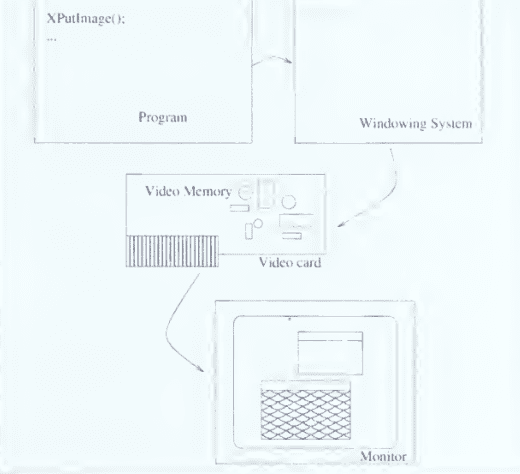 XPutImage();
...
Program
Windowing System
Video Memory
Video card
Monitor